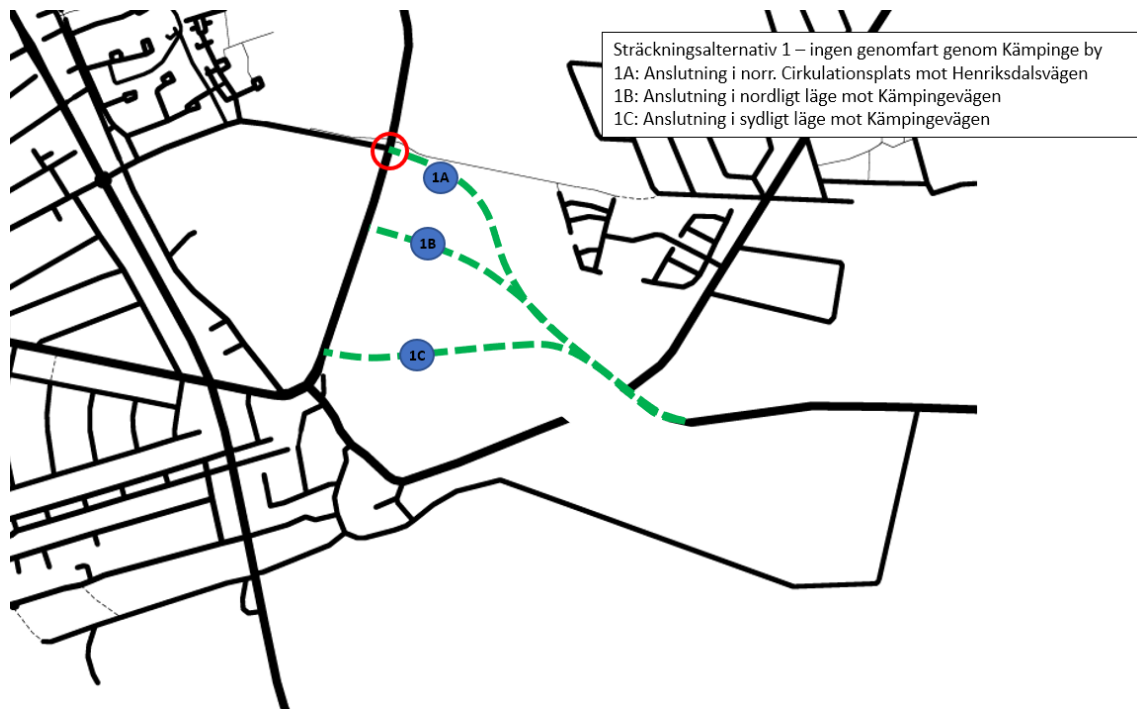 Sträckningsalternativ 1 – ingen genomfart genom Kämpinge by
1A: Anslutning i norr. Cirkulationsplats mot Henriksdalsvägen
1B: Anslutning i nordligt läge mot Kämpingevägen
1C: Anslutning i sydligt läge mot Kämpingevägen
1A
1B
1C